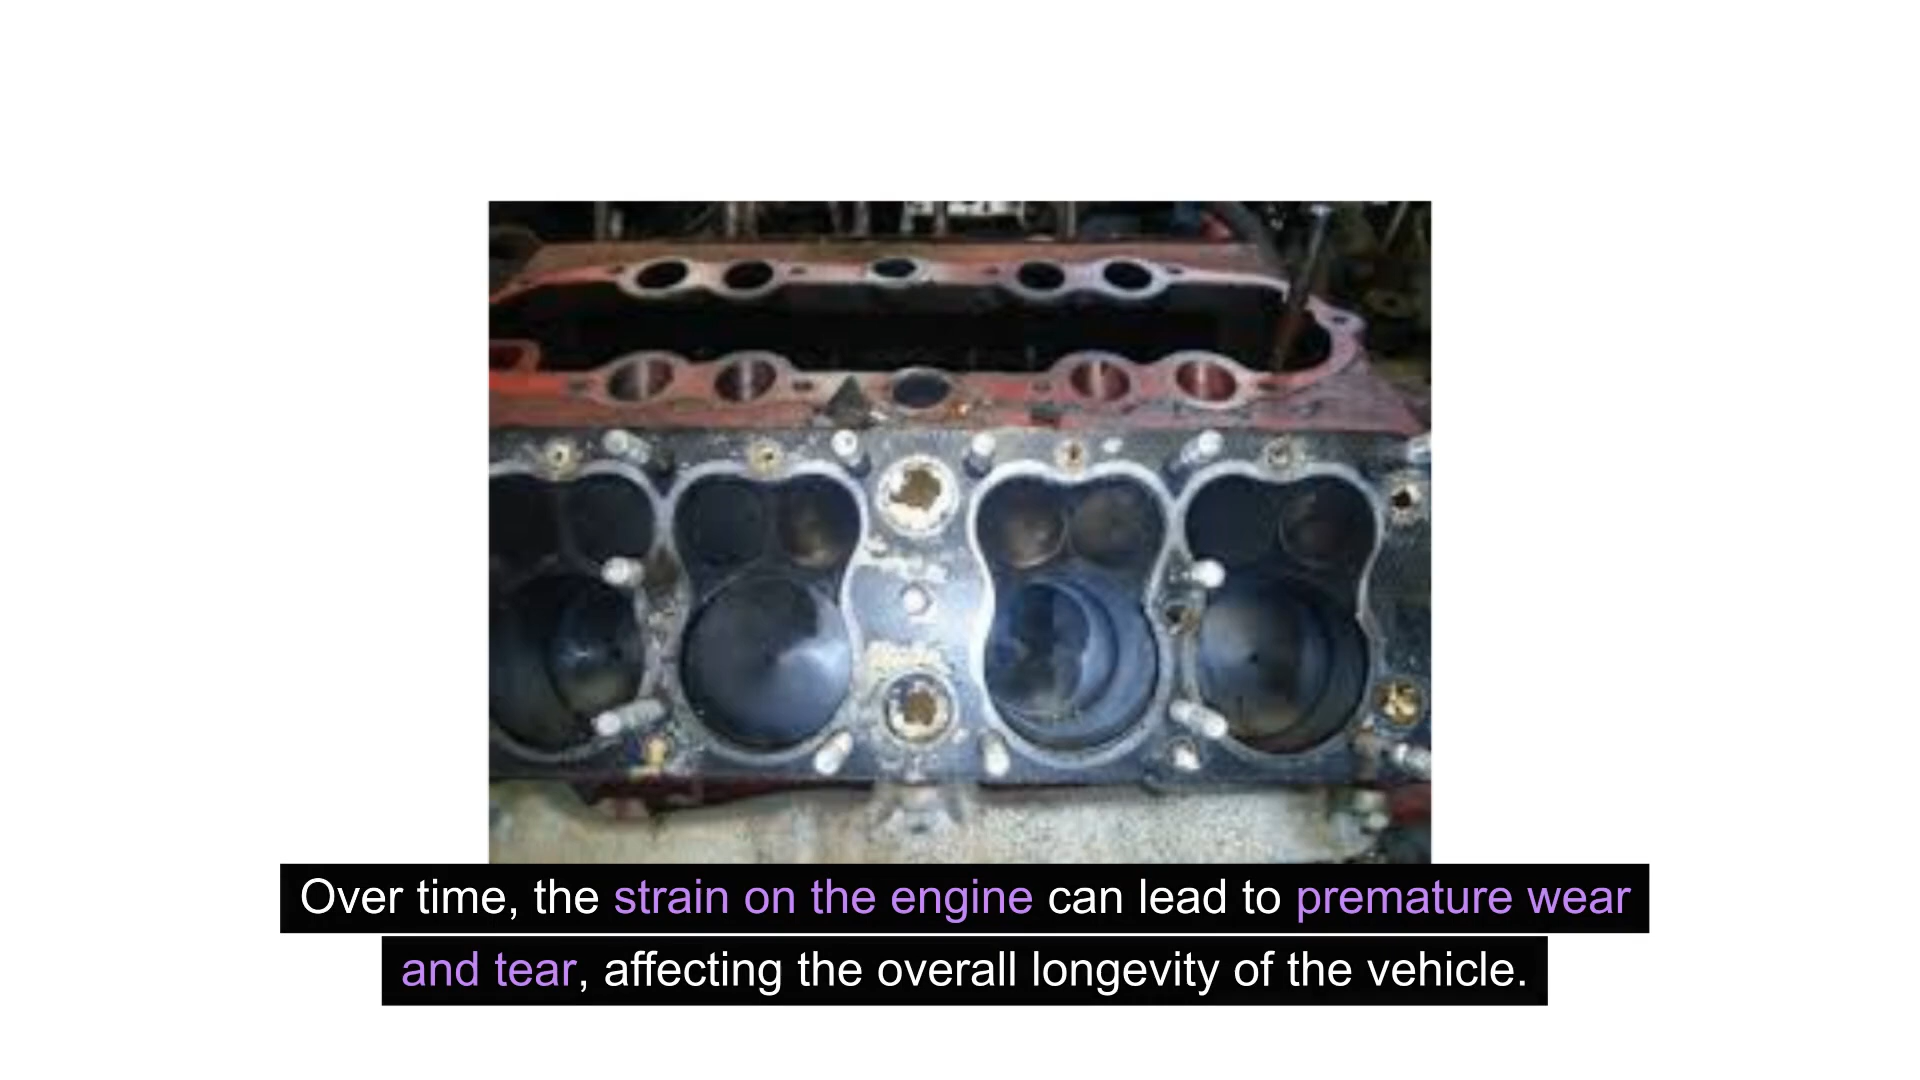 Over time, the strain on the engine can lead to premature wear
and tear, affecting the overall longevity of the vehicle.